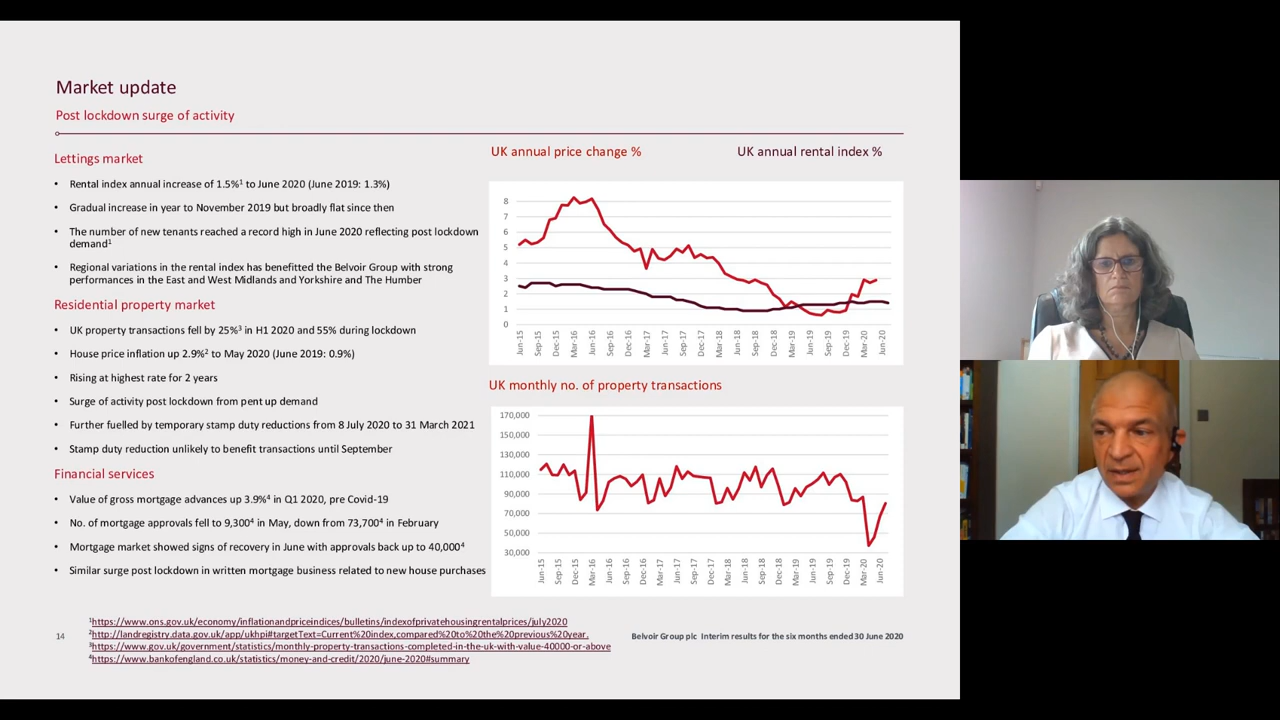 Market update
Post lockdown surge of activity
Lettings market
• Rental index annual increase of 1.5%¹ to June 2020 (June 2019: 1.3%)
• Gradual increase in year to November 2019 but broadly flat since then
• The number of new tenants reached a record high in June 2020 reflecting post lockdown
demand¹
• Regional variations in the rental index has benefitted the Belvoir Group with strong
performances in the East and West Midlands and Yorkshire and The Humber
Residential property market
• UK property transactions fell by 25%³ in H1 2020 and 55% during lockdown
• House price inflation up 2.9%² to May 2020 (June 2019: 0.9%)
• Rising at highest rate for 2 years
• Surge of activity post lockdown from pent up demand
• Further fuelled by temporary stamp duty reductions from 8 July 2020 to 31 March 2021
• Stamp duty reduction unlikely to benefit transactions until September
Financial services
• Value of gross mortgage advances up 3.9%⁴ in Q1 2020, pre Covid-19
• No. of mortgage approvals fell to 9,300⁴ in May, down from 73,700⁴ in February
• Mortgage market showed signs of recovery in June with approvals back up to 40,000⁴
• Similar surge post lockdown in written mortgage business related to new house purchases
UK annual price change % UK annual rental index %
8
7
6
5
4
3
2
1
0
Jun-15 Sep-15 Dec-15 Mar-16 Jun-16 Sep-16 Dec-16 Mar-17 Jun-17 Sep-17 Dec-17 Mar-18 Jun-18 Sep-18 Dec-18 Mar-19 Jun-19 Sep-19 Dec-19 Mar-20 Jun-20
UK monthly no. of property transactions
170,000
150,000
130,000
110,000
90,000
70,000
50,000
30,000
Jun-15 Sep-15 Dec-15 Mar-16 Jun-16 Sep-16 Dec-16 Mar-17 Jun-17 Sep-17 Dec-17 Mar-18 Jun-18 Sep-18 Dec-18 Mar-19 Jun-19 Sep-19 Dec-19 Mar-20 Jun-20
¹https://www.ons.gov.uk/economy/inflationandpriceindices/bulletins/indexofprivatehousingrentalprices/july2020
²http://landregistry.data.gov.uk/app/ukhpi#targetText=Current%20index,compared%20to%20the%20previous%20year.
³https://www.gov.uk/government/statistics/monthly-property-transactions-completed-in-the-uk-with-value-40000-or-above
⁴https://www.bankofengland.co.uk/statistics/money-and-credit/2020/june-2020#summary
14
Belvoir Group plc Interim results for the six months ended 30 June 2020